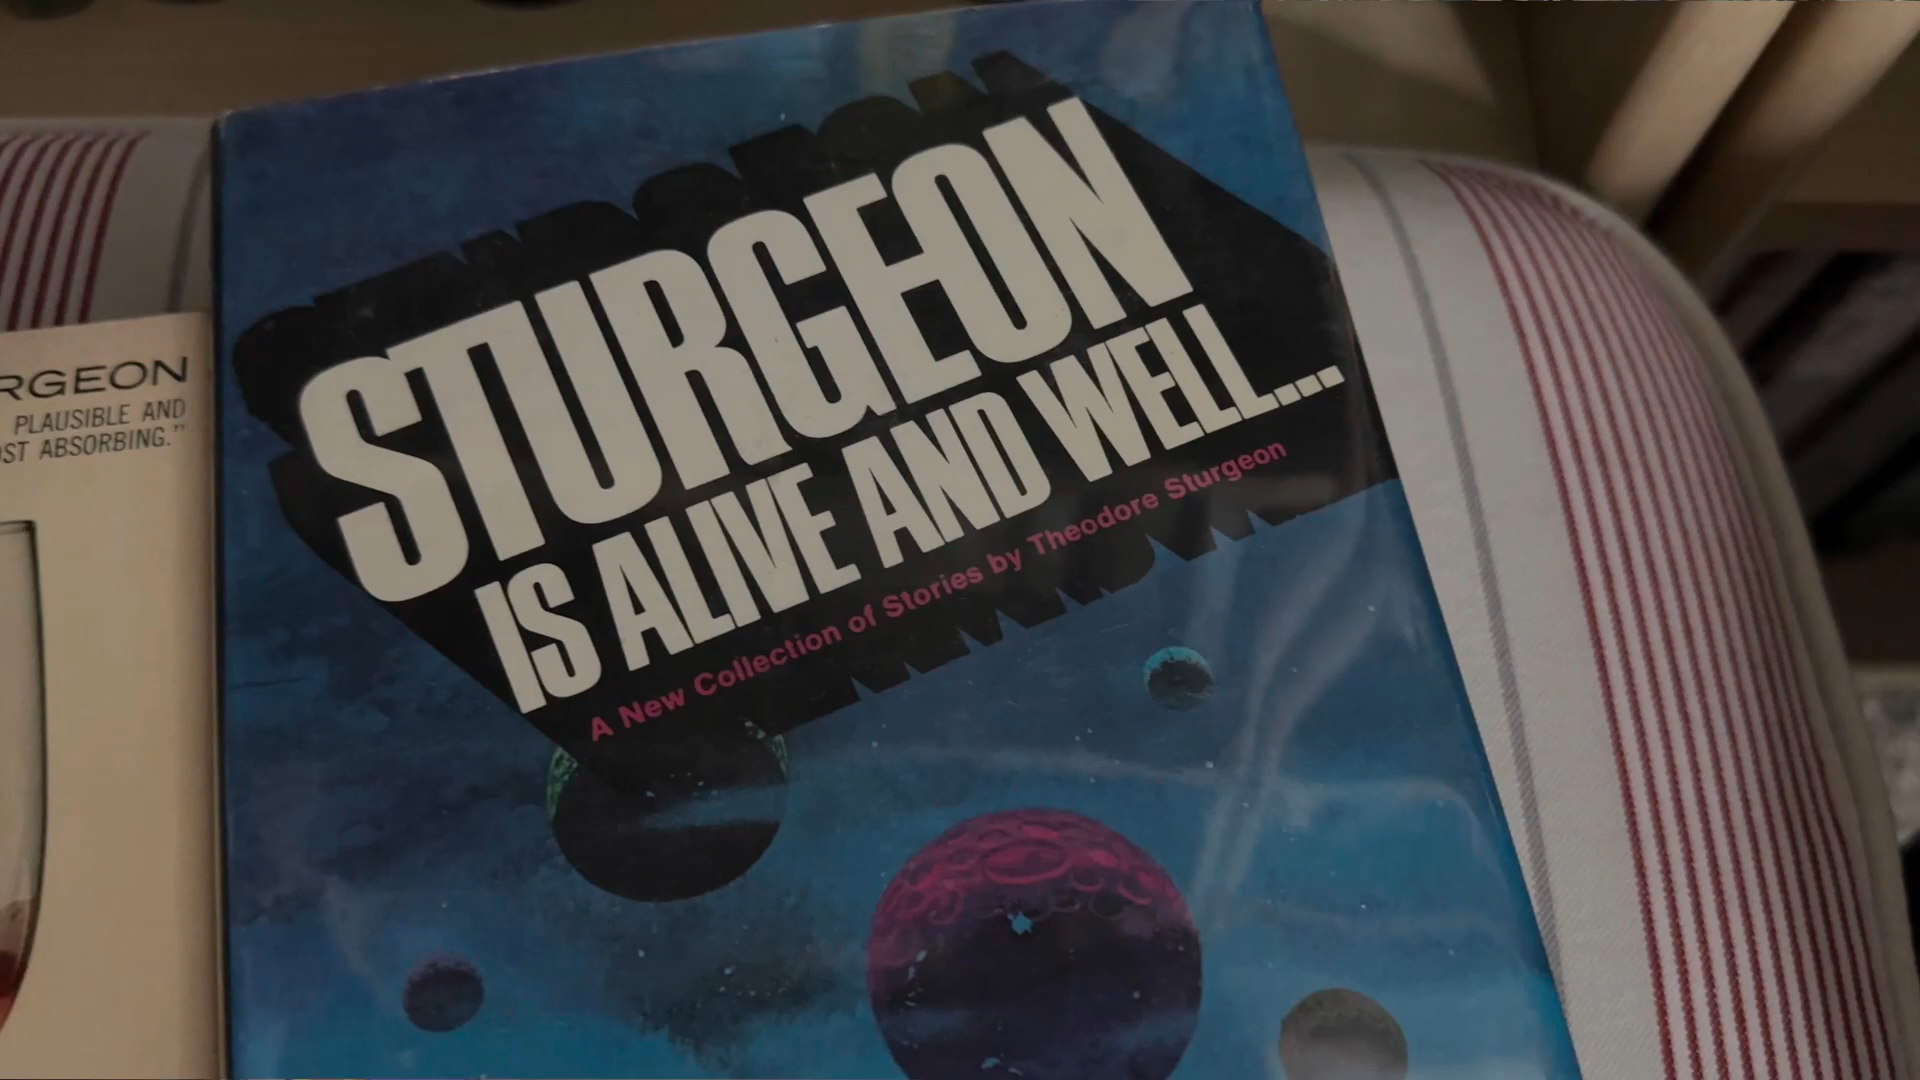 STURGEON
IS ALIVE AND WELL...
A New Collection of Stories by Theodore Sturgeon
RGEON
PLAUSIBLE AND
OST ABSORBING."